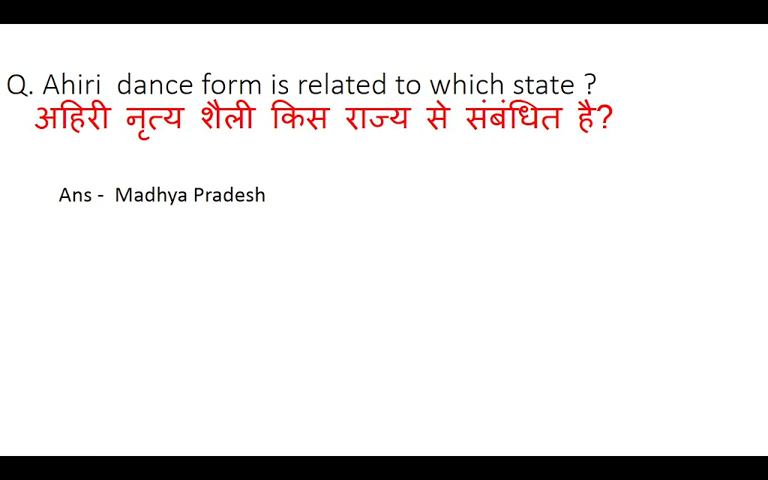 Q. Ahiri dance form is related to which state ?
अहिरी नृत्य शैली किस राज्य से संबंधित है?
Ans - Madhya Pradesh